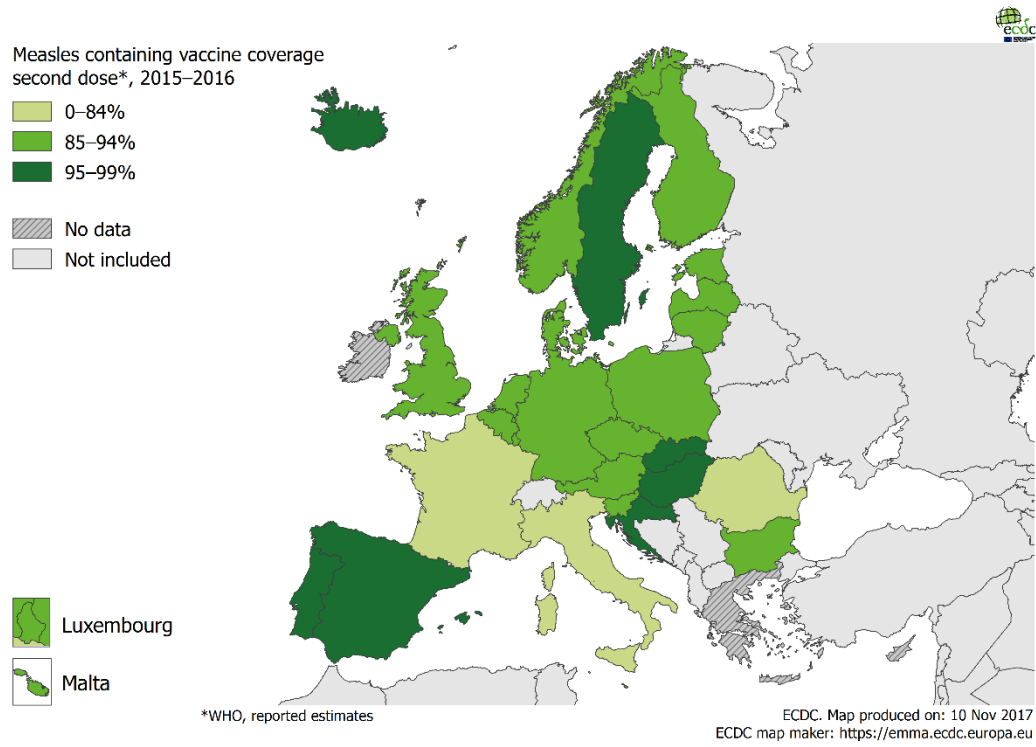 ecdc
Measles containing vaccine coverage
second dose*, 2015–2016
0–84%
85–94%
95–99%
No data
Not included
Luxembourg
Malta
*WHO, reported estimates
ECDC. Map produced on: 10 Nov 2017
ECDC map maker: https://emma.ecdc.europa.eu